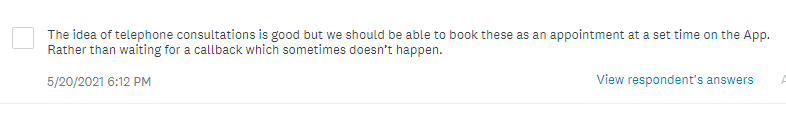 The idea of telephone consultations is good but we should be able to book these as an appointment at a set time on the App.
Rather than waiting for a callback which sometimes doesn't happen.
5/20/2021 6:12 PM View respondent's answers